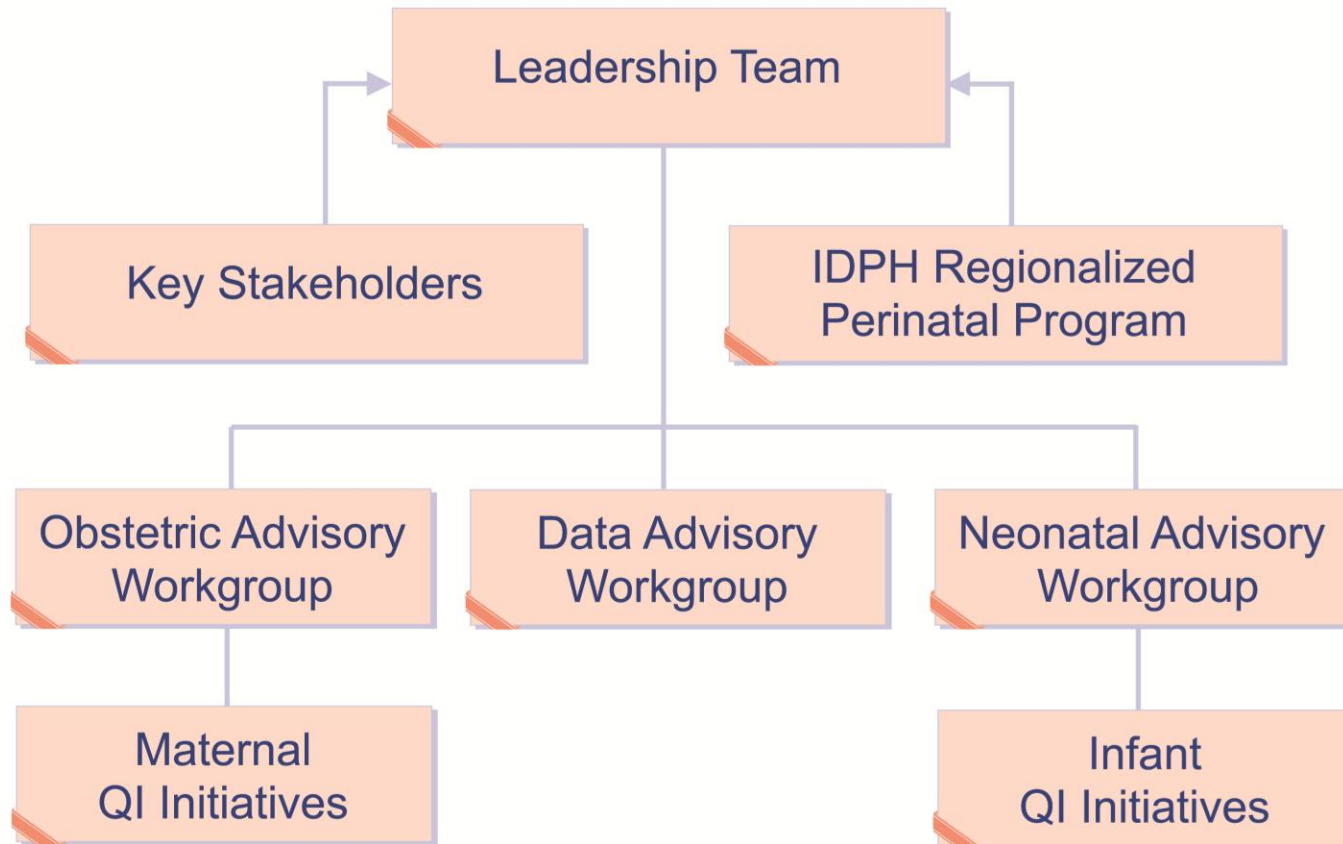 Leadership Team
Key Stakeholders
IDPH Regionalized
Perinatal Program
Obstetric Advisory
Workgroup
Data Advisory
Workgroup
Neonatal Advisory
Workgroup
Maternal
QI Initiatives
Infant
QI Initiatives